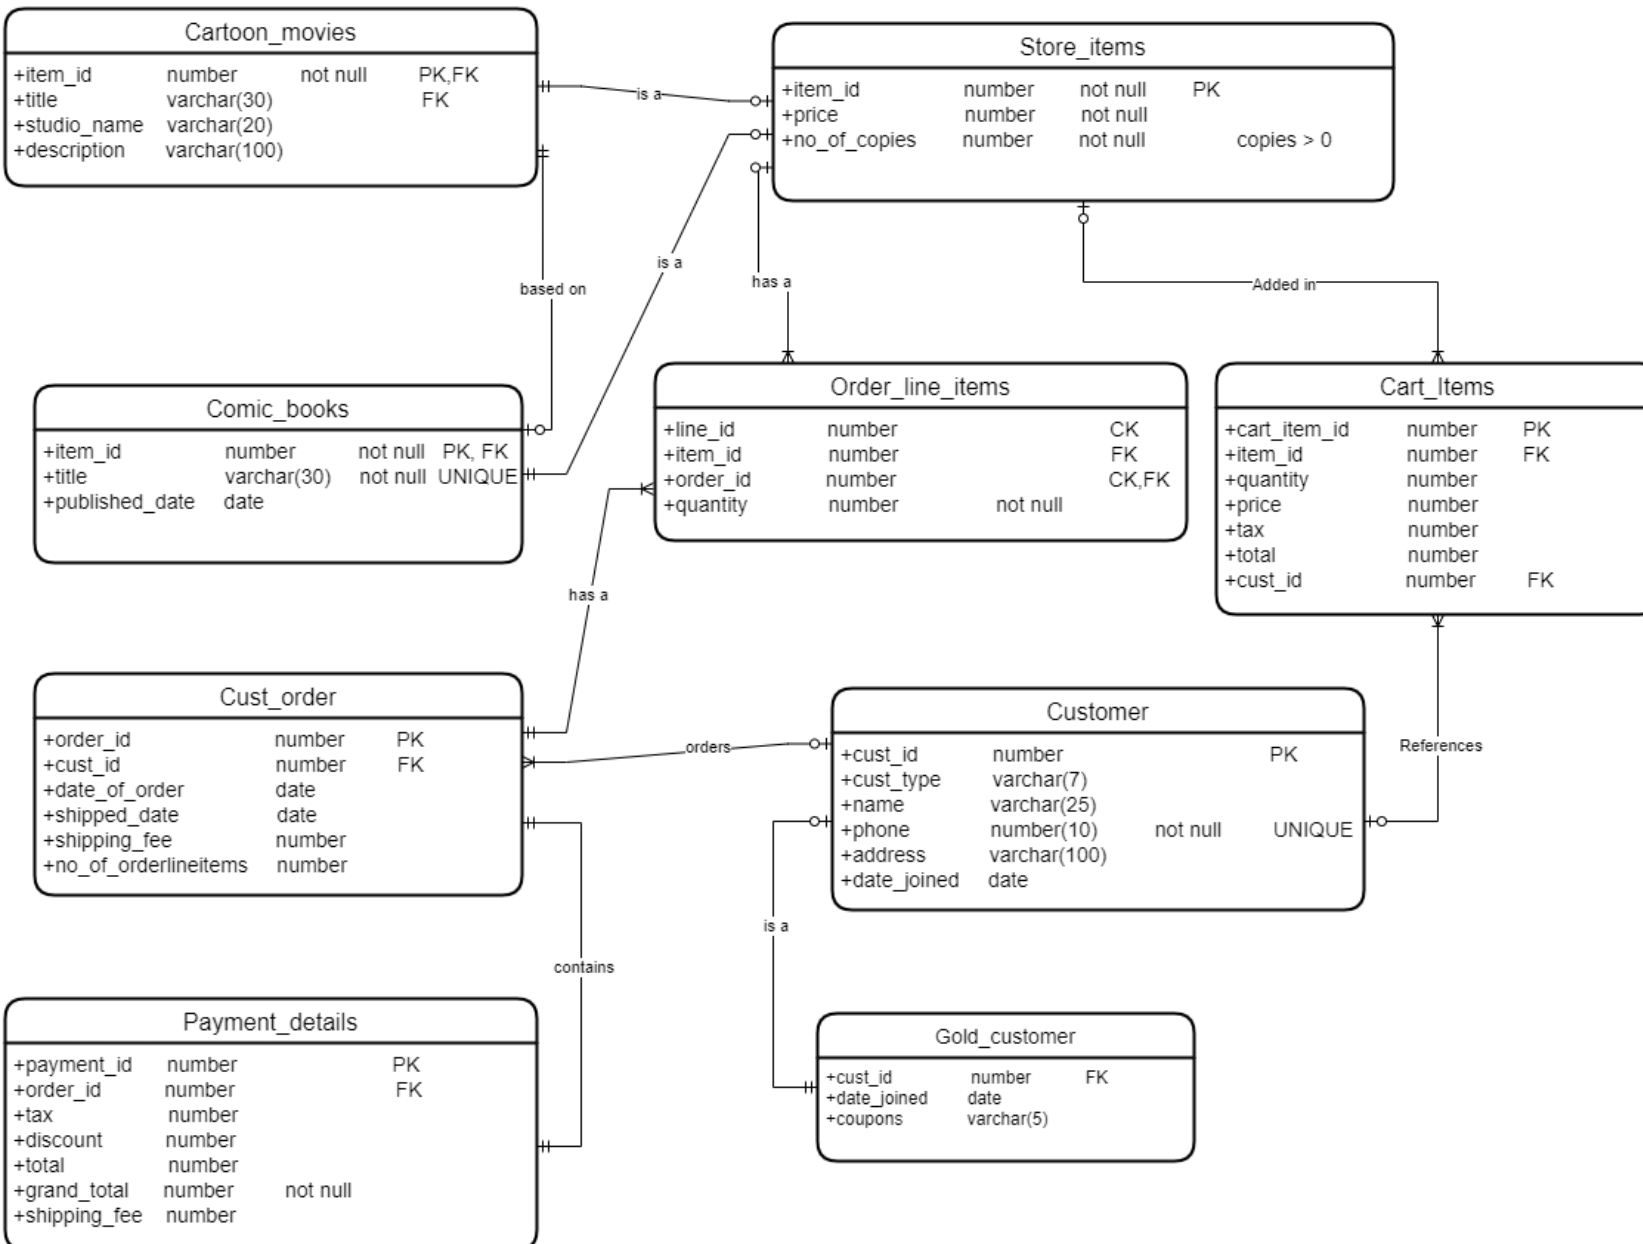 Cartoon_movies
+item_id number not null PK,FK
+title varchar(30) FK
+studio_name varchar(20)
+description varchar(100)
Store_items
+item_id number not null PK
+price number not null
+no_of_copies number not null copies > 0
is a
is a
has a
Added in
based on
Comic_books
+item_id number not null PK, FK
+title varchar(30) not null UNIQUE
+published_date date
Order_line_items
+line_id number CK
+item_id number FK
+order_id number CK,FK
+quantity number not null
Cart_Items
+cart_item_id number PK
+item_id number FK
+quantity number
+price number
+tax number
+total number
+cust_id number FK
has a
Cust_order
+order_id number PK
+cust_id number FK
+date_of_order date
+shipped_date date
+shipping_fee number
+no_of_orderlineitems number
orders
Customer
+cust_id number PK
+cust_type varchar(7)
+name varchar(25)
+phone number(10) not null UNIQUE
+address varchar(100)
+date_joined date
References
is a
contains
Payment_details
+payment_id number PK
+order_id number FK
+tax number
+discount number
+total number
+grand_total number not null
+shipping_fee number
Gold_customer
+cust_id number FK
+date_joined date
+coupons varchar(5)